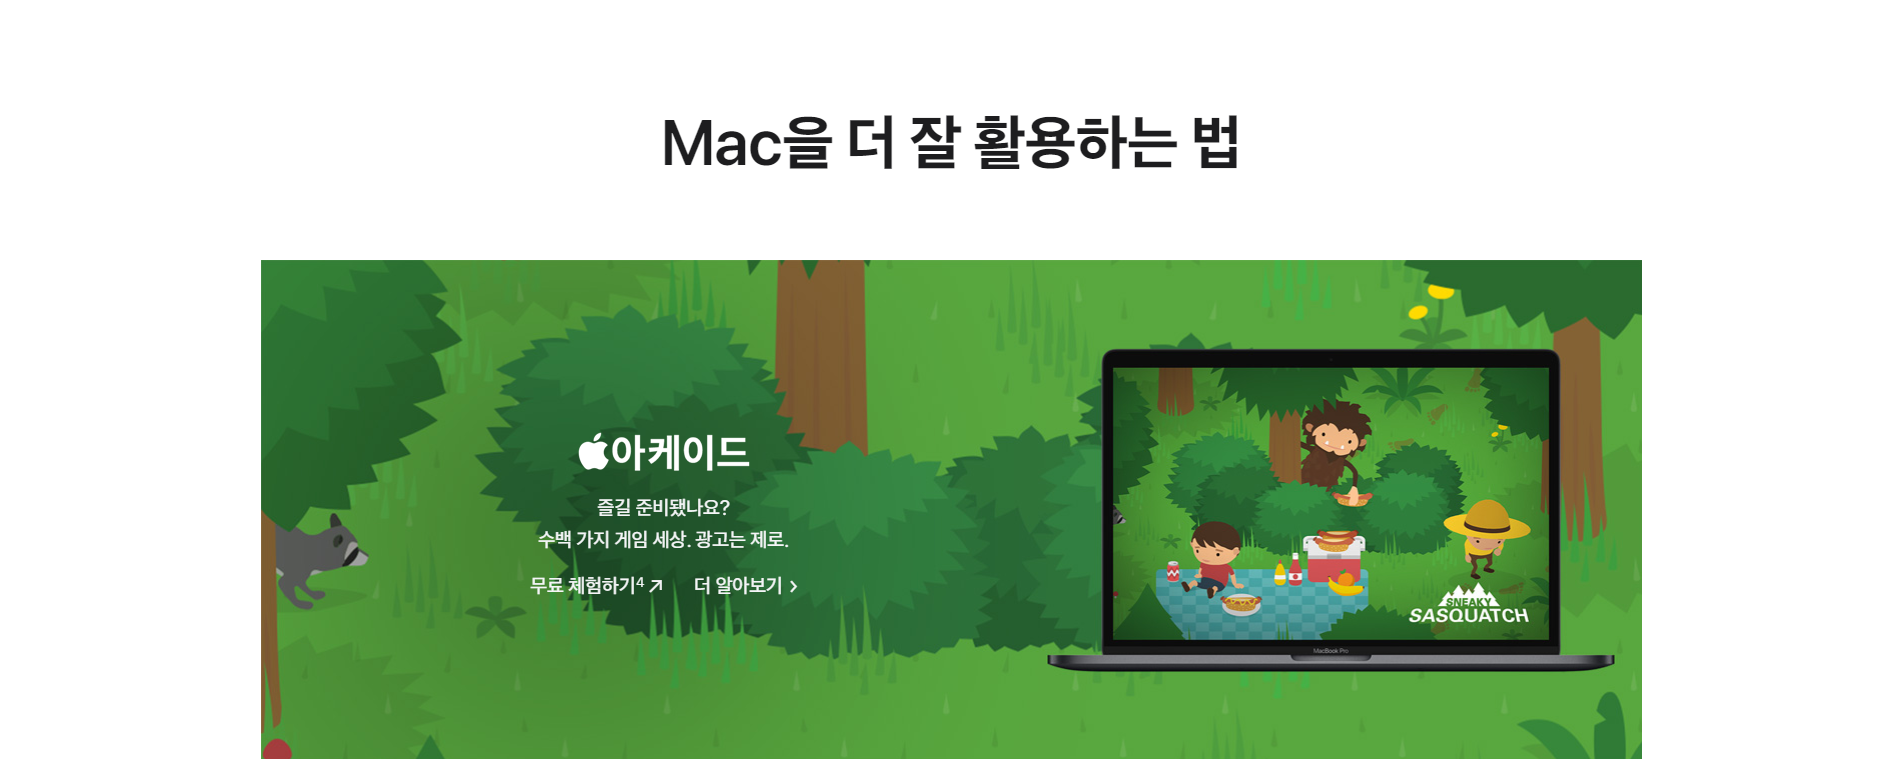 Mac을 더 잘 활용하는 법
아케이드
즐길 준비됐나요?
수백 가지 게임 세상. 광고는 제로.
무료 체험하기⁴ 더 알아보기
SNEAKY
SASQUATCH
MacBook Pro